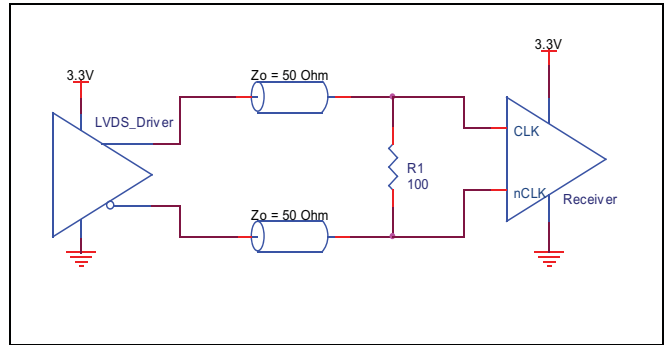 3.3V
3.3V
Zo = 50 Ohm
LVDS_Driver
CLK
R1
100
nCLK
Receiver
Zo = 50 Ohm